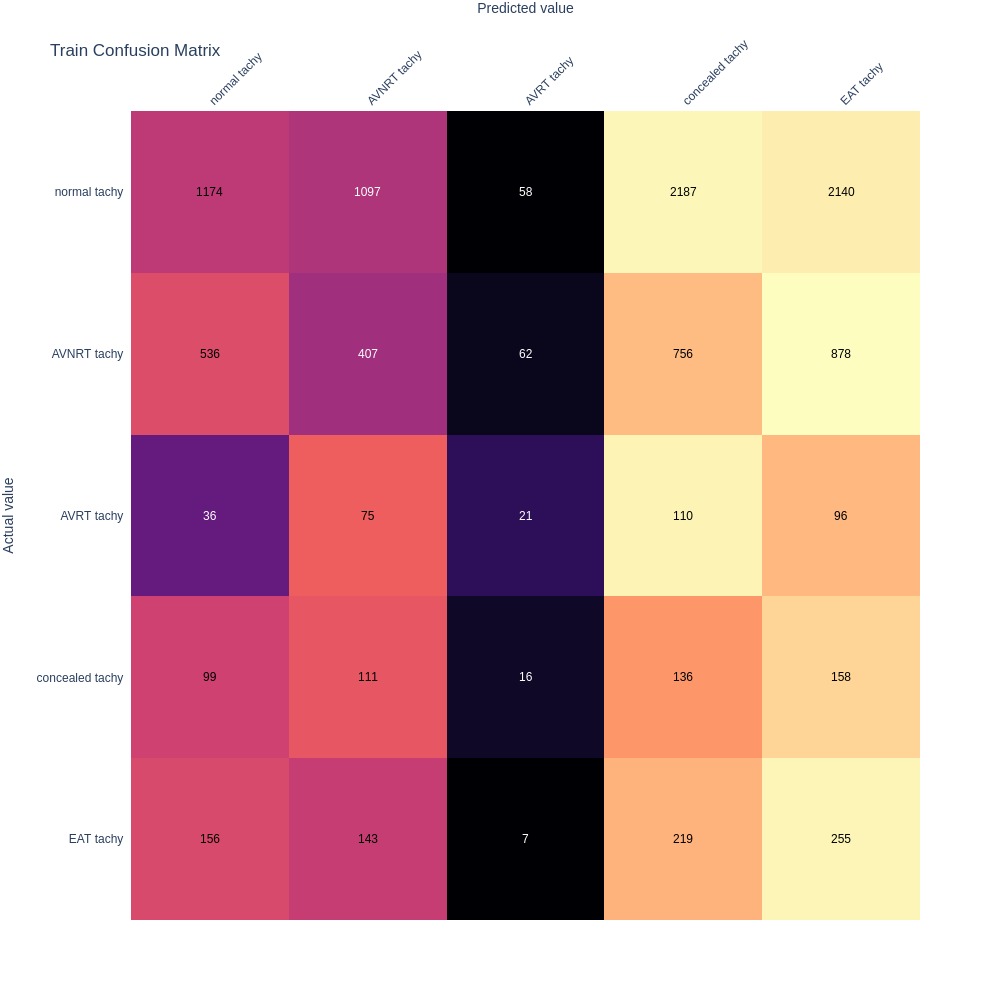 Predicted value
Train Confusion Matrix
normal tachy
AVNRT tachy
AVRT tachy
concealed tachy
EAT tachy
normal tachy 1174 1097 58 2187 2140
AVNRT tachy 536 407 62 756 878
AVRT tachy 36 75 21 110 96
concealed tachy 99 111 16 136 158
EAT tachy 156 143 7 219 255
Actual value